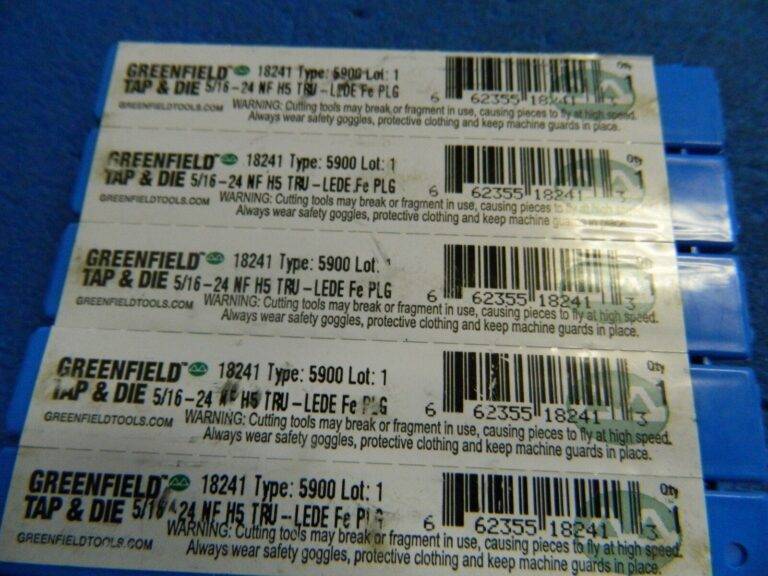 GREENFIELD 18241 Type: 5900 Lot: 1 Qty
TAP & DIE 5/16-24 NF H5 TRU-LEDE Fe PLG 1
GREENFIELDTOOLS.COM 6 62355 18241 3
WARNING: Cutting tools may break or fragment in use, causing pieces to fly at high speed.
Always wear safety goggles, protective clothing and keep machine guards in place.
GREENFIELD 18241 Type: 5900 Lot: 1 Qty
TAP & DIE 5/16-24 NF H5 TRU-LEDE Fe PLG 1
GREENFIELDTOOLS.COM 6 62355 18241 3
WARNING: Cutting tools may break or fragment in use, causing pieces to fly at high speed.
Always wear safety goggles, protective clothing and keep machine guards in place.
GREENFIELD 18241 Type: 5900 Lot:
TAP & DIE 5/16-24 NF H5 TRU-LEDE Fe PLG
GREENFIELDTOOLS.COM 6 62355 18241 3
WARNING: Cutting tools may break or fragment in use, causing pieces to fly at high speed.
Always wear safety goggles, protective clothing and keep machine guards in place.
GREENFIELD 18241 Type: 5900 Lot: 1 Qty
TAP & DIE 5/16-24 NF H5 TRU-LEDE Fe PLG 1
GREENFIELDTOOLS.COM 6 62355 18241 3
WARNING: Cutting tools may break or fragment in use, causing pieces to fly at high speed.
Always wear safety goggles, protective clothing and keep machine guards in place.
GREENFIELD 18241 Type: 5900 Lot: 1 Qty
TAP & DIE 5/16-24 NF H5 TRU-LEDE Fe PLG 1
GREENFIELDTOOLS.COM 6 62355 18241 3
WARNING: Cutting tools may break or fragment in use, causing pieces to fly at high speed.
Always wear safety goggles, protective clothing and keep machine guards in place.